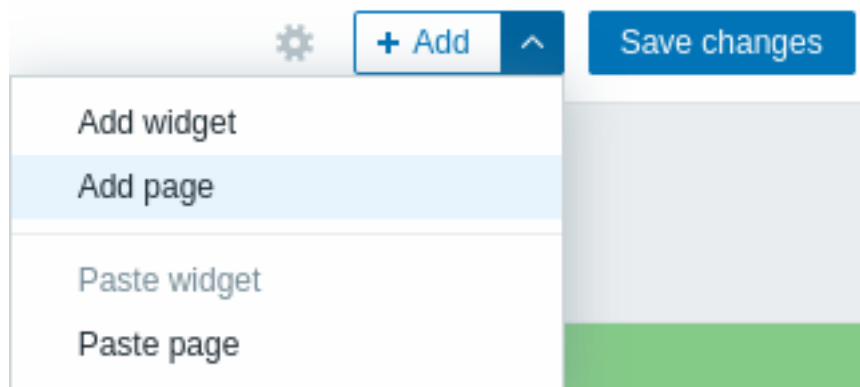 + Add
Save changes
Add widget
Add page
Paste widget
Paste page